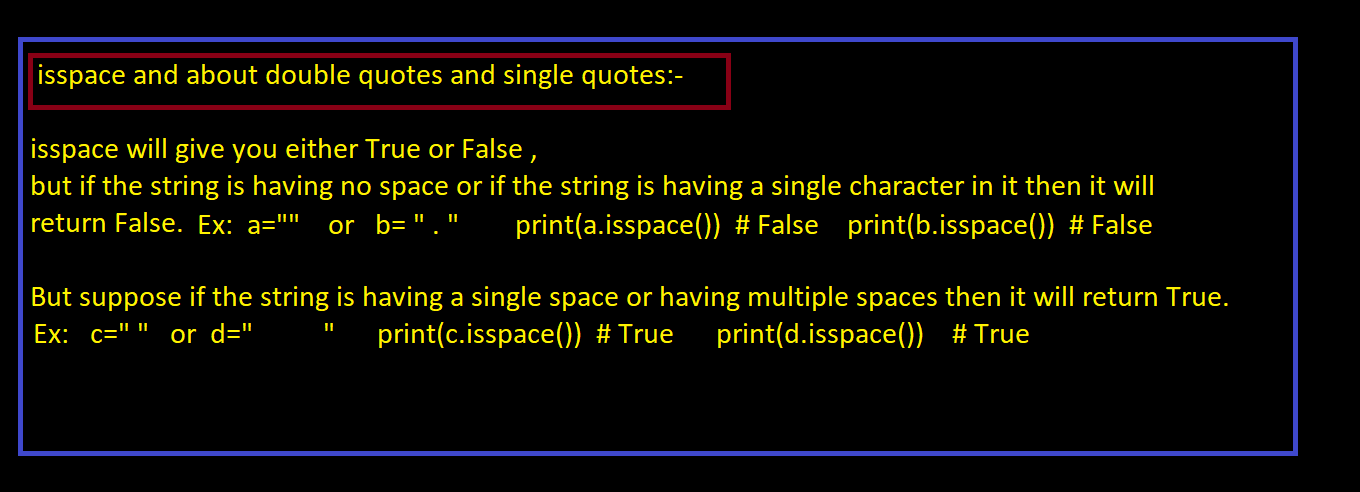 isspace and about double quotes and single quotes:-
isspace will give you either True or False ,
but if the string is having no space or if the string is having a single character in it then it will
return False.  Ex:  a=""    or   b= " . "        print(a.isspace())  # False    print(b.isspace())  # False
But suppose if the string is having a single space or having multiple spaces then it will return True.
Ex:   c=" "   or  d="          "      print(c.isspace())  # True      print(d.isspace())    # True